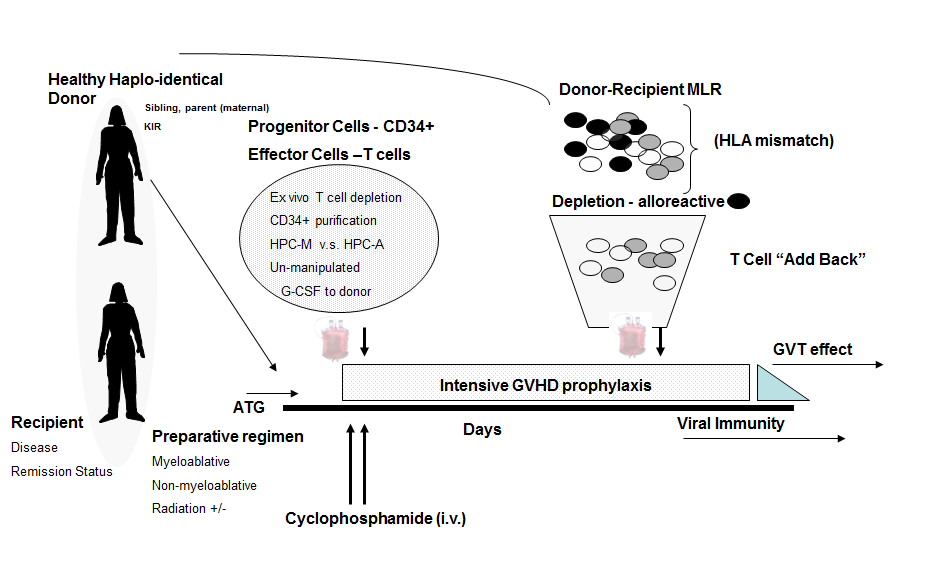 Healthy Haplo-identical
Donor
Sibling, parent (maternal)
KIR
Progenitor Cells - CD34+
Effector Cells –T cells
Ex vivo T cell depletion
CD34+ purification
HPC-M v.s. HPC-A
Un-manipulated
G-CSF to donor
Donor-Recipient MLR
(HLA mismatch)
Depletion - alloreactive
T Cell “Add Back”
GVT effect
Intensive GVHD prophylaxis
ATG
Days
Viral Immunity
Recipient
Disease
Remission Status
Preparative regimen
Myeloablative
Non-myeloablative
Radiation +/-
Cyclophosphamide (i.v.)